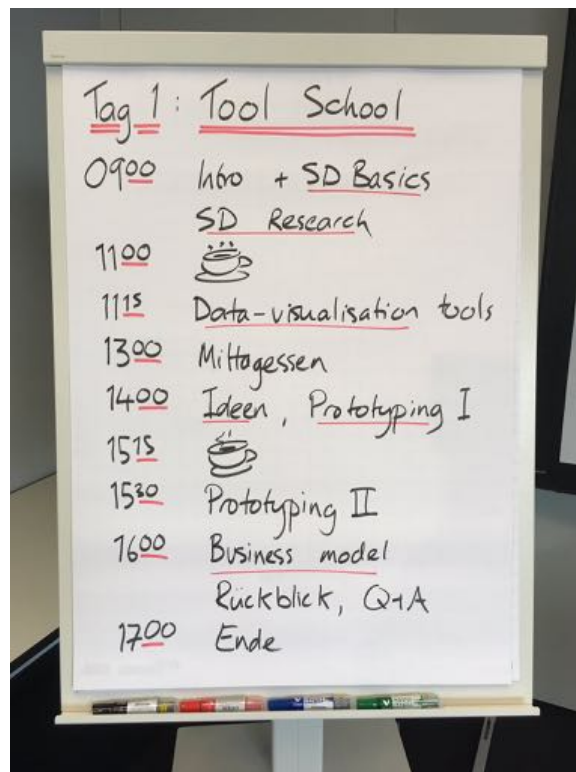 Tag 1: Tool School
0900 Intro + SD Basics
SD Research
1100
1115 Data-visualisation tools
1300 Mittagessen
1400 Ideen, Prototyping I
1515
1530 Prototyping II
1600 Business model
Rückblick, Q+A
1700 Ende